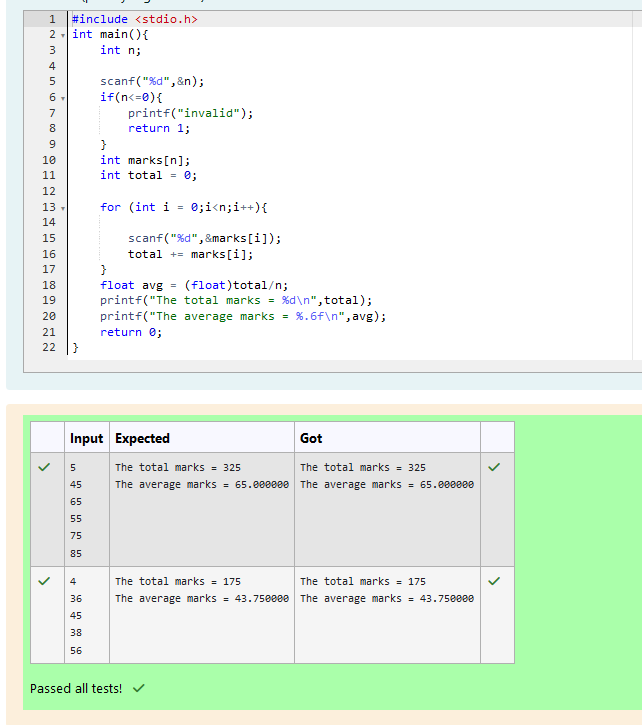 1 #include <stdio.h>
2 int main(){
3 int n;
4
5 scanf("%d",&n);
6 if(n<=0){
7 printf("invalid");
8 return 1;
9 }
10 int marks[n];
11 int total = 0;
12
13 for (int i = 0;i<n;i++){
14
15 scanf("%d",&marks[i]);
16 total += marks[i];
17 }
18 float avg = (float)total/n;
19 printf("The total marks = %d\n",total);
20 printf("The average marks = %.6f\n",avg);
21 return 0;
22 }
Input Expected Got
5 The total marks = 325 The total marks = 325
45 The average marks = 65.000000 The average marks = 65.000000
65
55
75
85
4 The total marks = 175 The total marks = 175
36 The average marks = 43.750000 The average marks = 43.750000
45
38
56
Passed all tests!